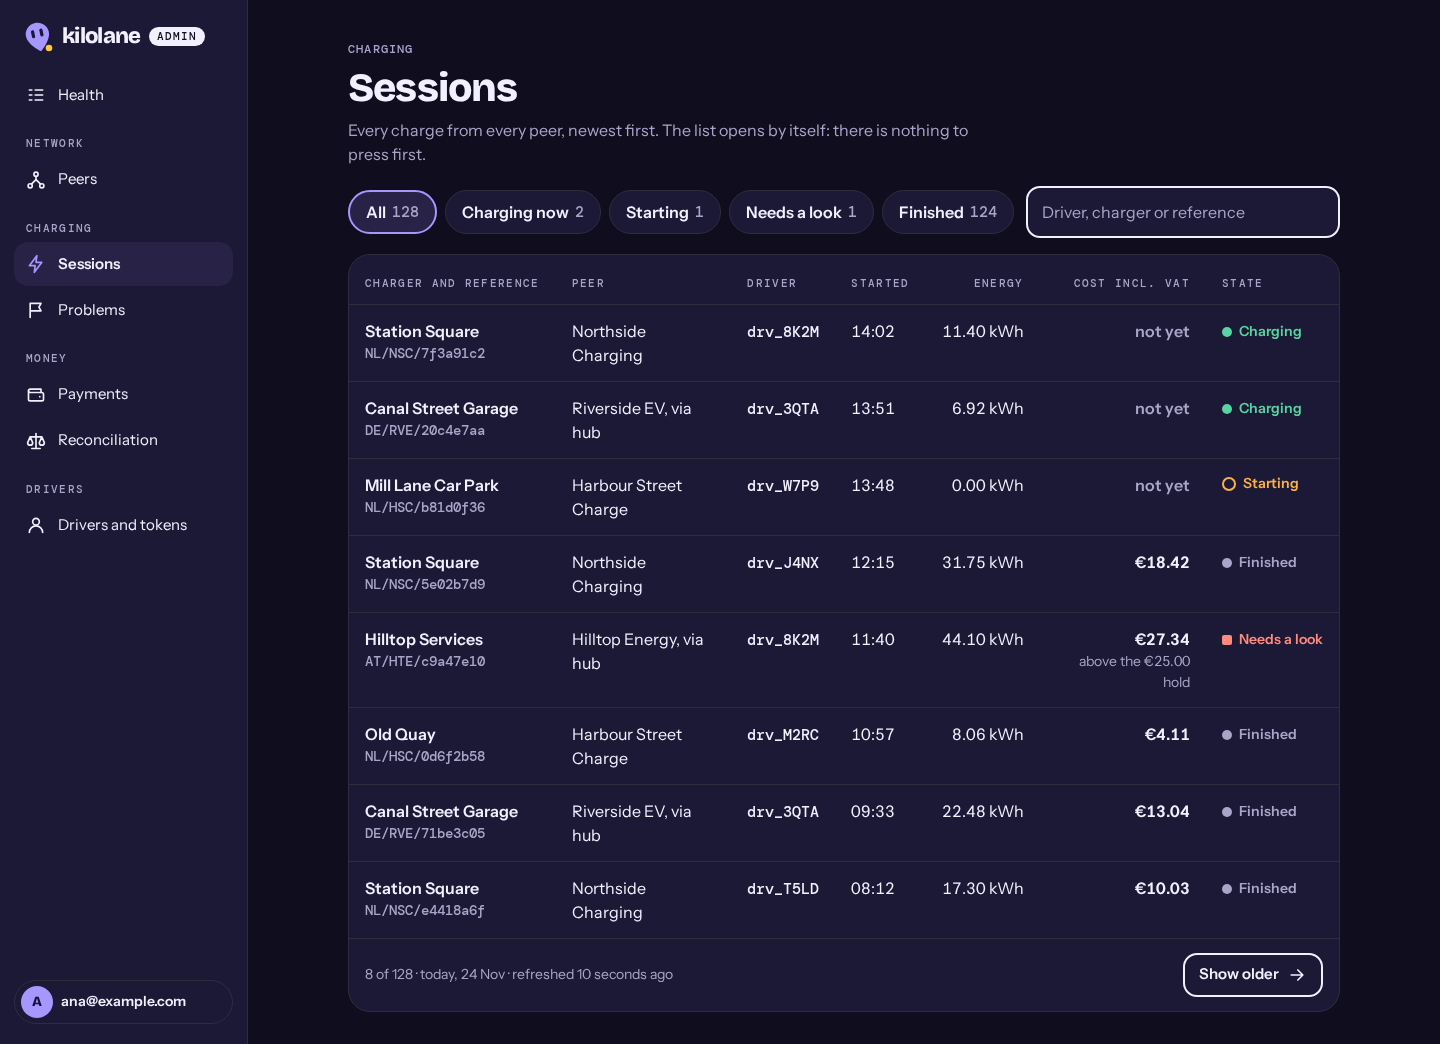 kilolane ADMIN
Health
NETWORK
Peers
CHARGING
Sessions
Problems
MONEY
Payments
Reconciliation
DRIVERS
Drivers and tokens
A ana@example.com
CHARGING
Sessions
Every charge from every peer, newest first. The list opens by itself: there is nothing to
press first.
All 128 Charging now 2 Starting 1 Needs a look 1 Finished 124 Driver, charger or reference
CHARGER AND REFERENCE PEER DRIVER STARTED ENERGY COST INCL. VAT STATE
Station Square Northside drv_8K2M 14:02 11.40 kWh not yet Charging
NL/NSC/7f3a91c2 Charging
Canal Street Garage Riverside EV, via drv_3QTA 13:51 6.92 kWh not yet Charging
DE/RVE/20c4e7aa hub
Mill Lane Car Park Harbour Street drv_W7P9 13:48 0.00 kWh not yet Starting
NL/HSC/b81d0f36 Charge
Station Square Northside drv_J4NX 12:15 31.75 kWh €18.42 Finished
NL/NSC/5e02b7d9 Charging
Hilltop Services Hilltop Energy, via drv_8K2M 11:40 44.10 kWh €27.34 Needs a look
AT/HTE/c9a47e10 hub above the €25.00
hold
Old Quay Harbour Street drv_M2RC 10:57 8.06 kWh €4.11 Finished
NL/HSC/0d6f2b58 Charge
Canal Street Garage Riverside EV, via drv_3QTA 09:33 22.48 kWh €13.04 Finished
DE/RVE/71be3c05 hub
Station Square Northside drv_T5LD 08:12 17.30 kWh €10.03 Finished
NL/NSC/e4418a6f Charging
8 of 128 · today, 24 Nov · refreshed 10 seconds ago Show older →